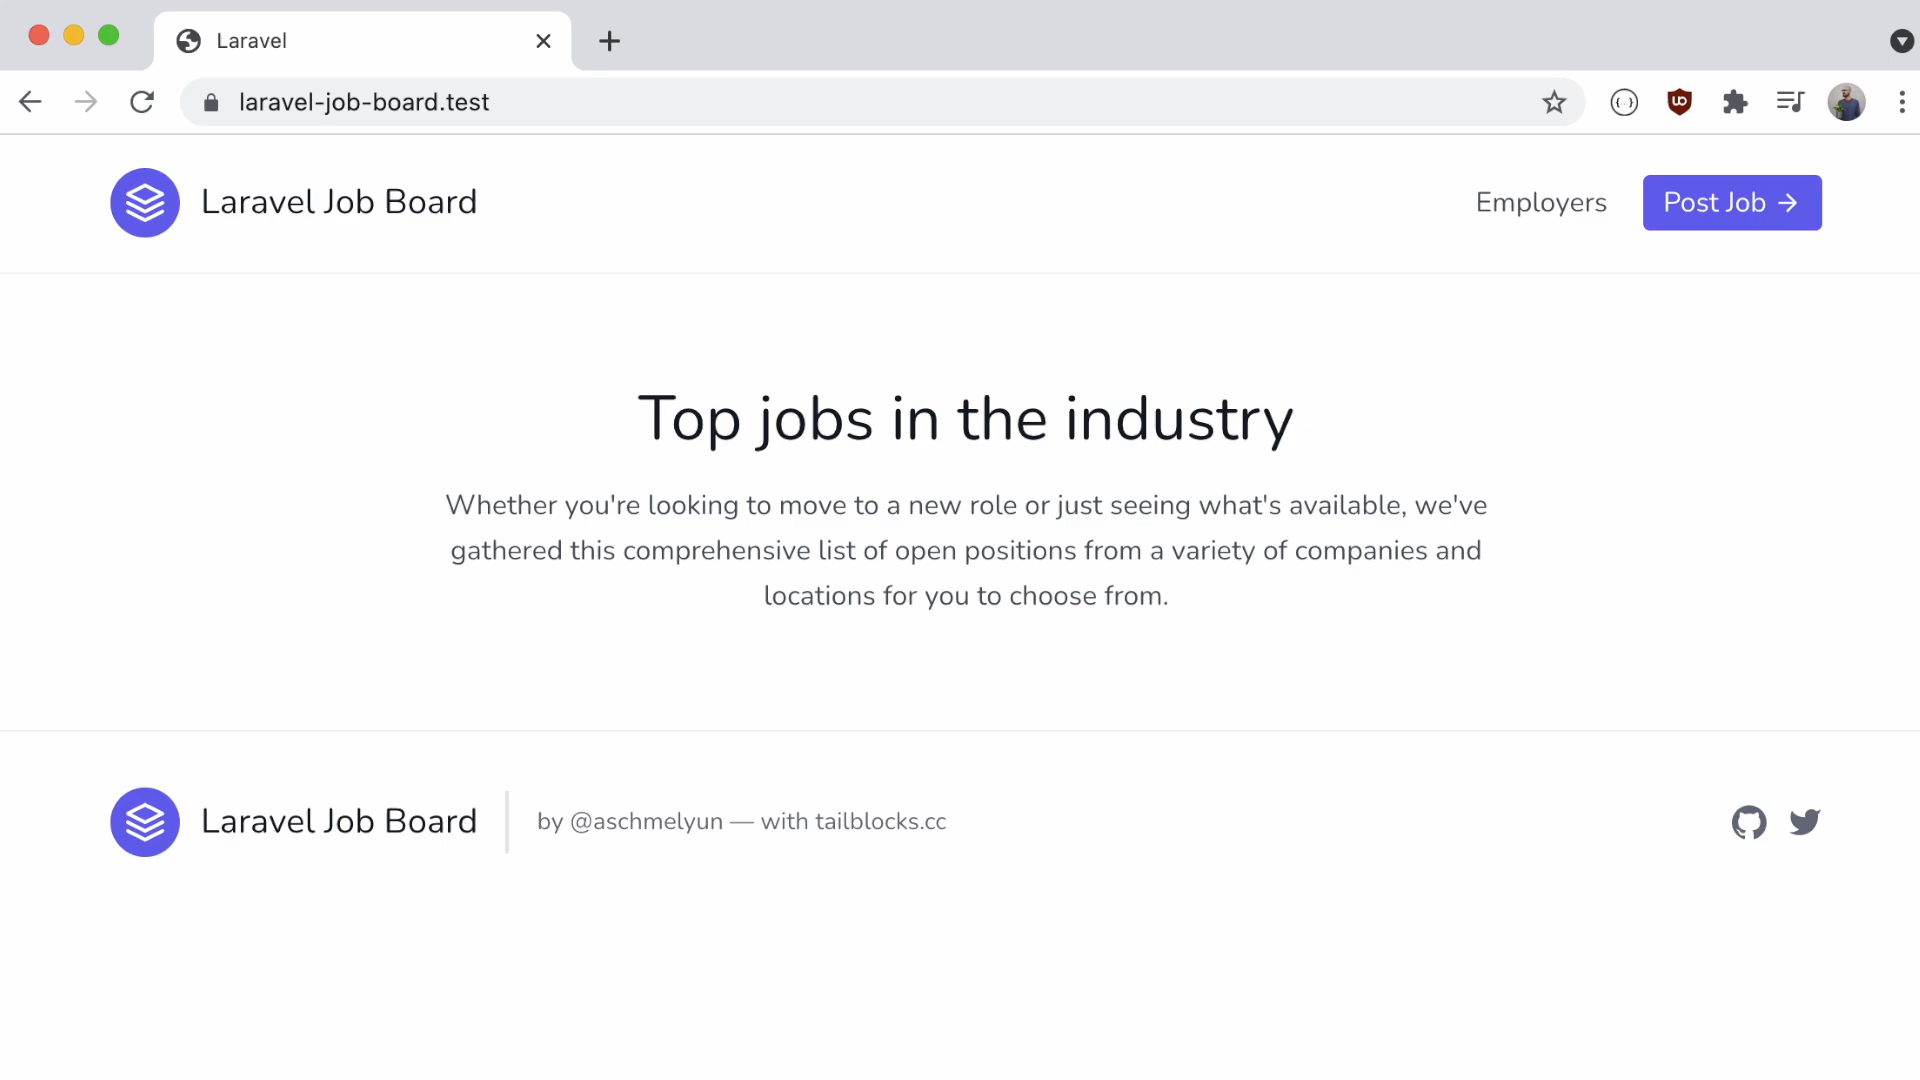 Laravel
laravel-job-board.test
Laravel Job Board
Employers
Post Job →
Top jobs in the industry
Whether you're looking to move to a new role or just seeing what's available, we've
gathered this comprehensive list of open positions from a variety of companies and
locations for you to choose from.
Laravel Job Board
by @aschmelyun — with tailblocks.cc